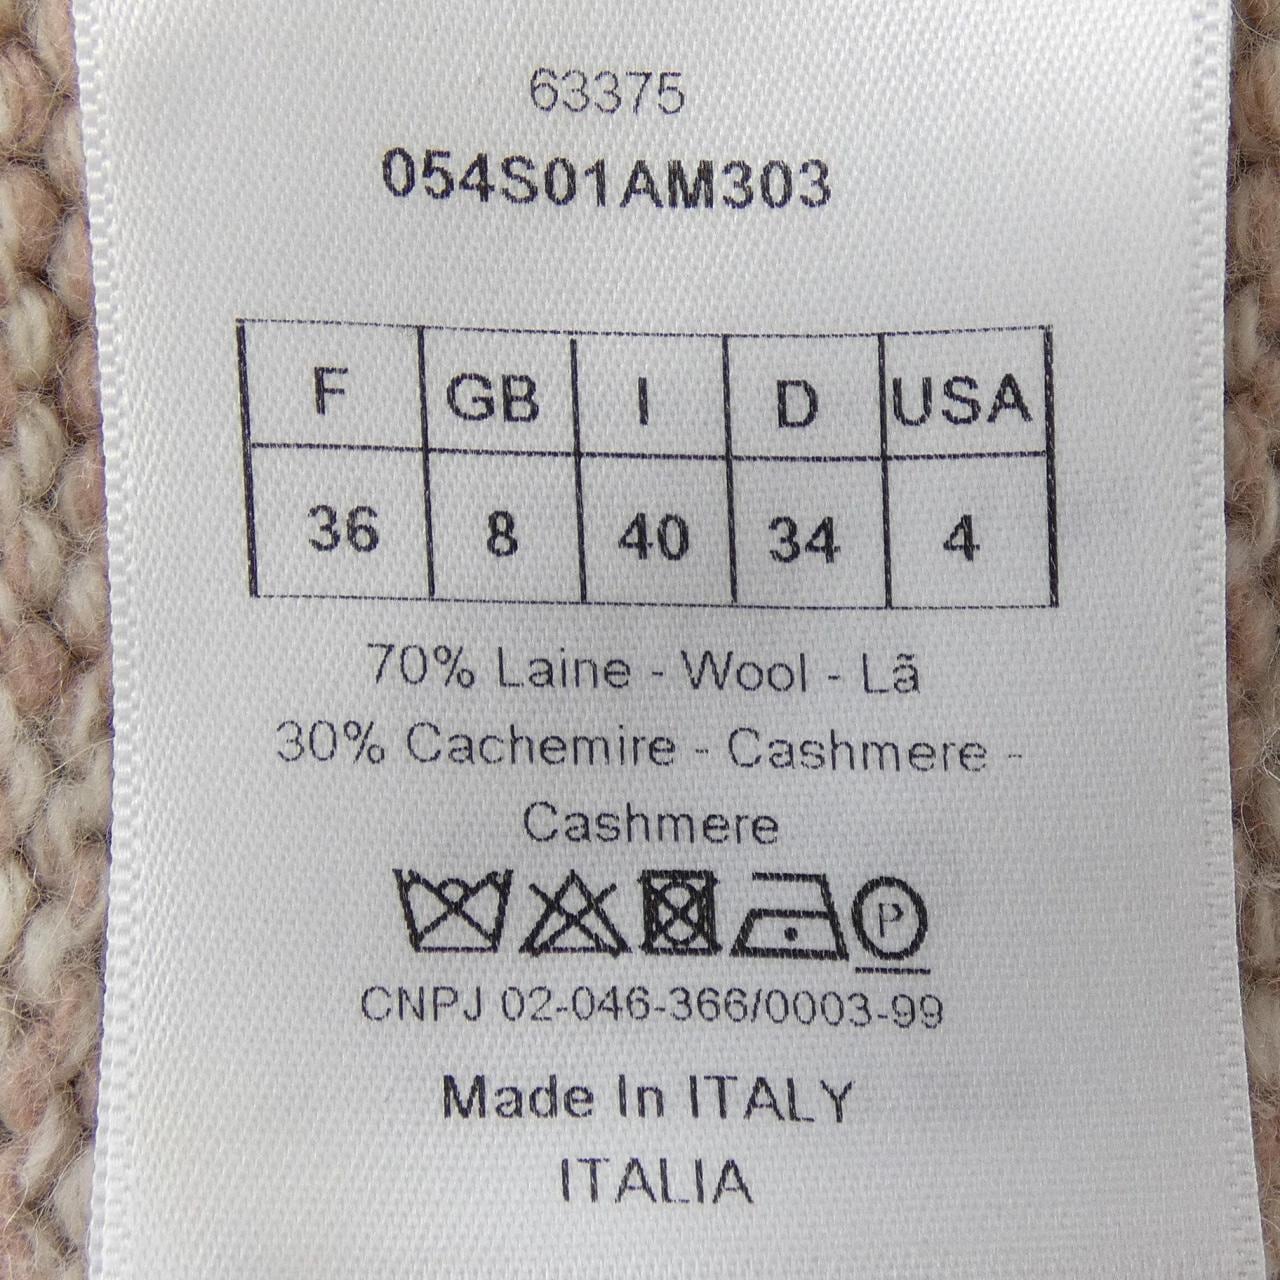 63375
054S01AM303
F GB I D USA
36 8 40 34 4
70% Laine - Wool - Lã
30% Cachemire - Cashmere -
Cashmere
P
CNPJ 02-046-366/0003-99
Made In ITALY
ITALIA